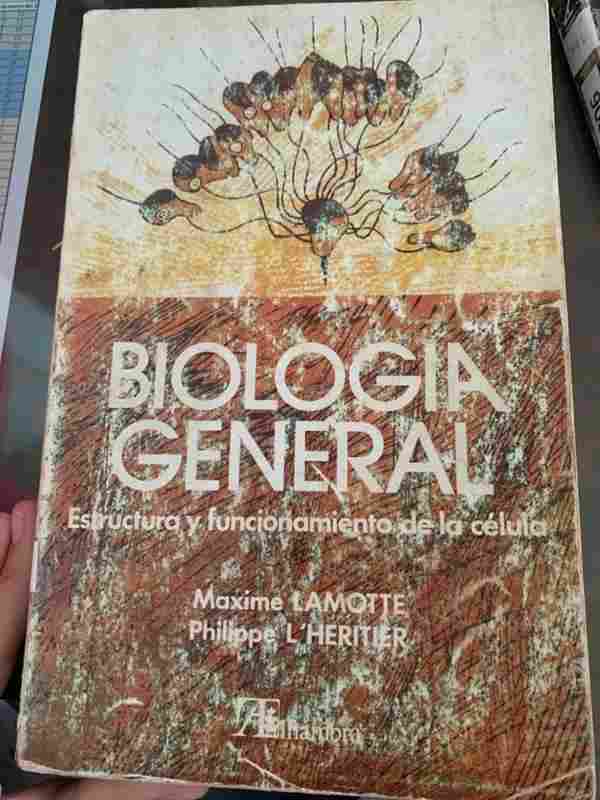 BIOLOGIA
GENERAL
Estructura y funcionamiento de la célula
Maxime LAMOTTE
Philippe L'HERITIER
Alhambra